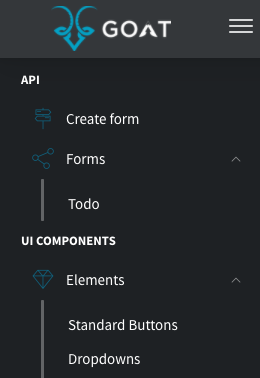 GOAT
API
Create form
Forms
Todo
UI COMPONENTS
Elements
Standard Buttons
Dropdowns